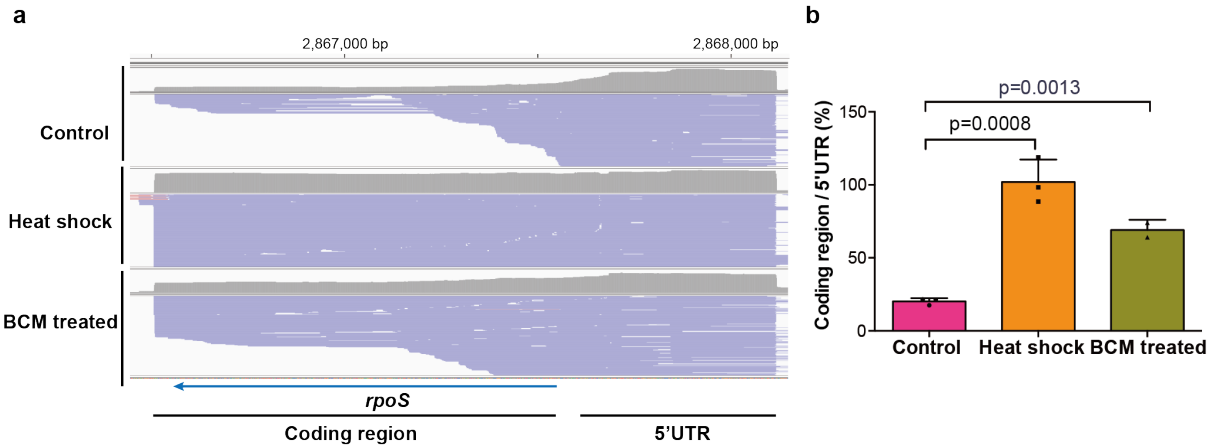 a
2,867,000 bp
2,868,000 bp
Control
Heat shock
BCM treated
rpoS
Coding region
5’UTR
b
Coding region / 5'UTR (%)
150
100
50
0
p=0.0013
p=0.0008
Control
Heat shock
BCM treated